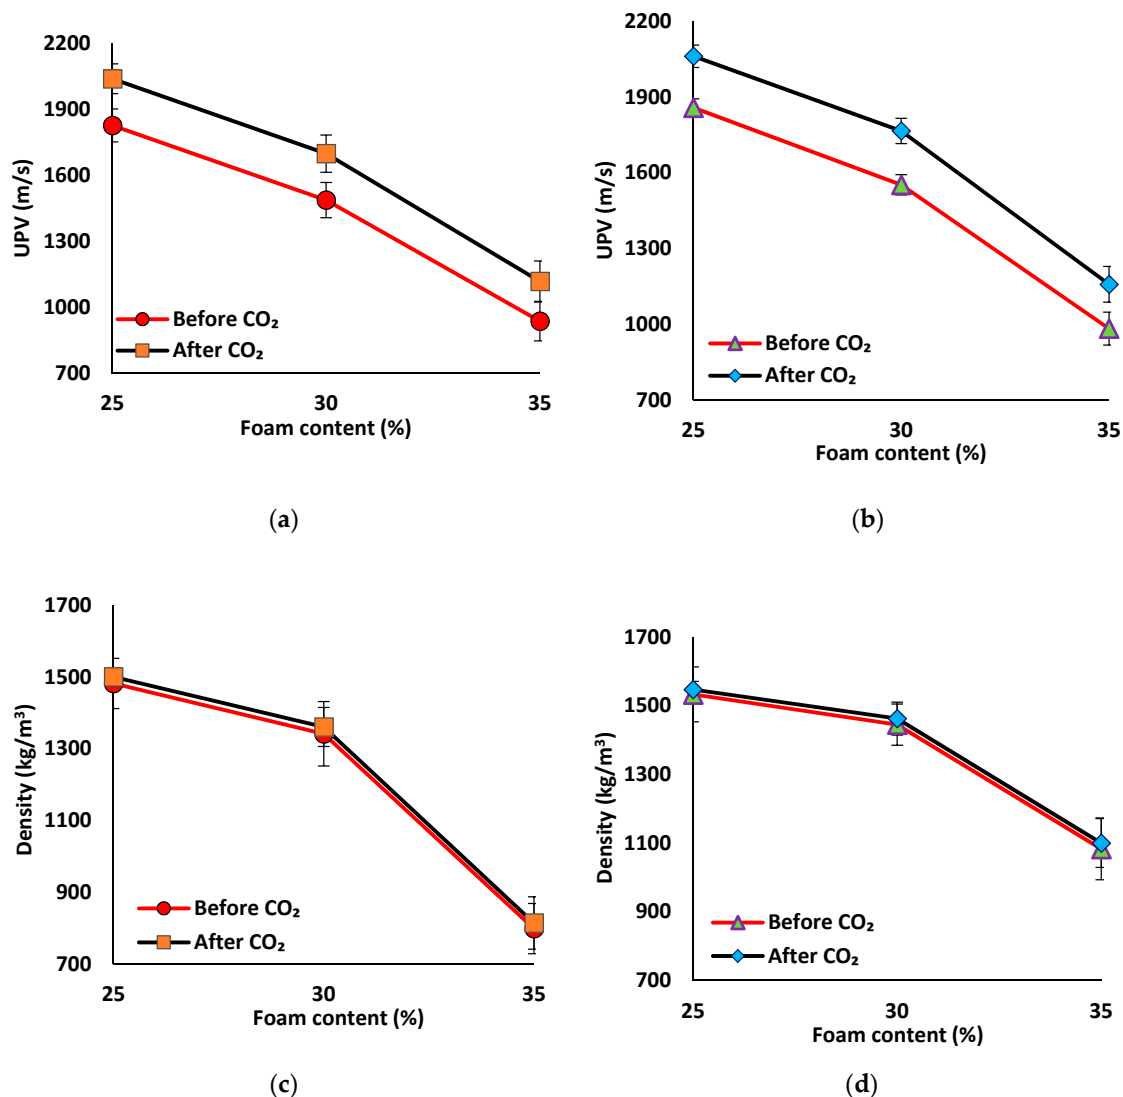 2200
1900
1600
1300
1000
700
UPV (m/s)
Before CO₂
After CO₂
25 30 35
Foam content (%)
(a)
2200
1900
1600
1300
1000
700
UPV (m/s)
Before CO₂
After CO₂
25 30 35
Foam content (%)
(b)
1700
1500
1300
1100
900
700
Density (kg/m³)
Before CO₂
After CO₂
25 30 35
Foam content (%)
(c)
1700
1500
1300
1100
900
700
Density (kg/m³)
Before CO₂
After CO₂
25 30 35
Foam content (%)
(d)